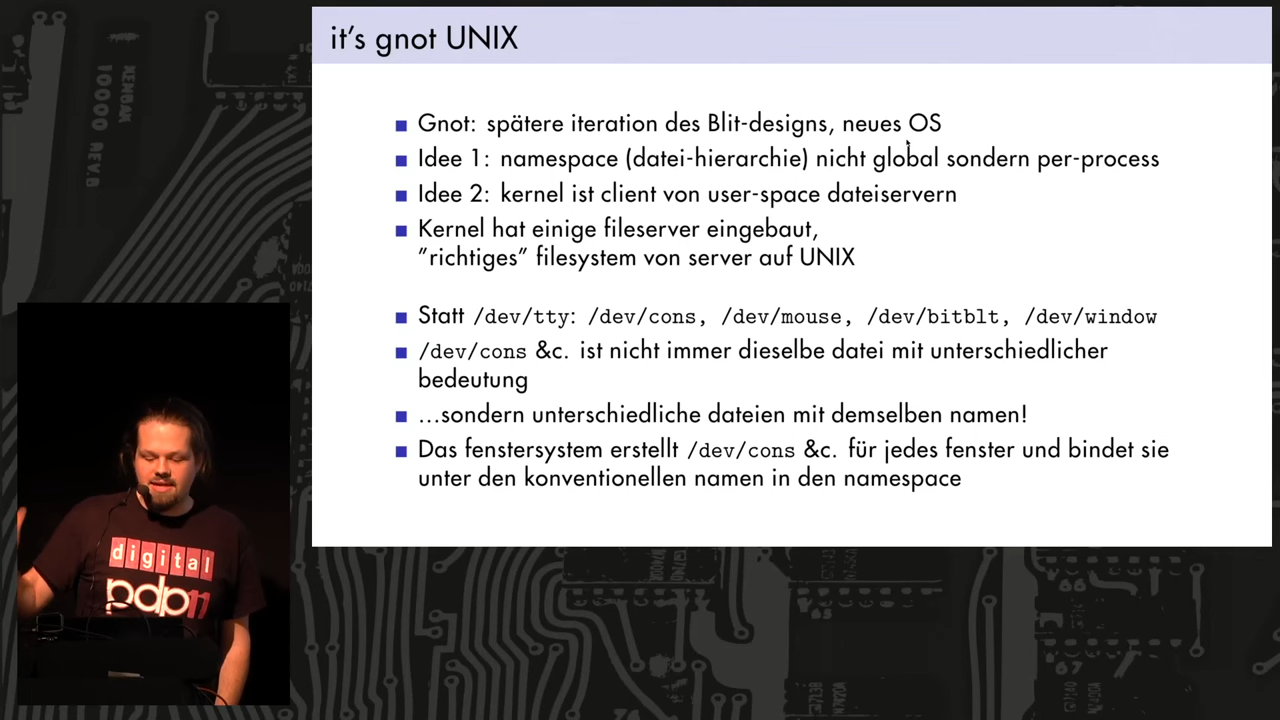 it's gnot UNIX
Gnot: spätere iteration des Blit-designs, neues OS
Idee 1: namespace (datei-hierarchie) nicht global sondern per-process
Idee 2: kernel ist client von user-space dateiservern
Kernel hat einige fileserver eingebaut,
"richtiges" filesystem von server auf UNIX
Statt /dev/tty: /dev/cons, /dev/mouse, /dev/bitblt, /dev/window
/dev/cons &c. ist nicht immer dieselbe datei mit unterschiedlicher
bedeutung
...sondern unterschiedliche dateien mit demselben namen!
Das fenstersystem erstellt /dev/cons &c. für jedes fenster und bindet sie
unter den konventionellen namen in den namespace
digital
pdp11
KENBAK
10000 REV.B